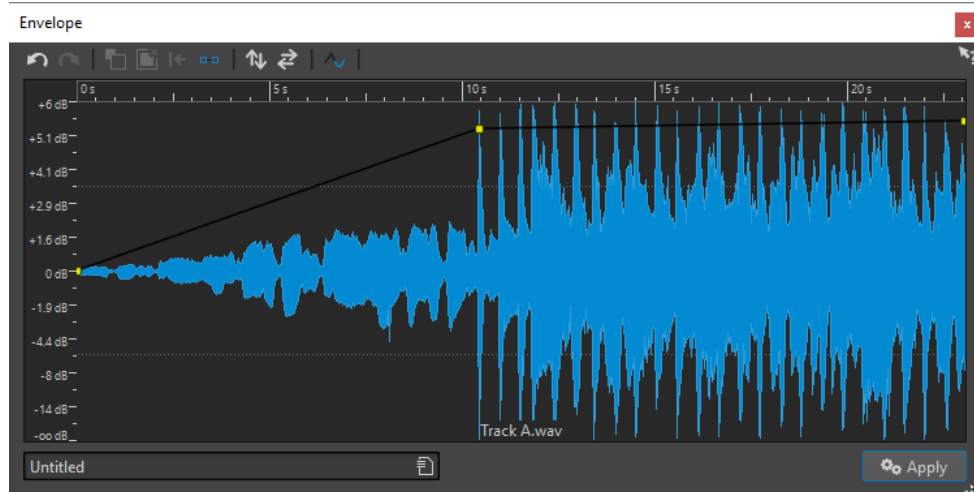 Envelope
x
0 s 5 s 10 s 15 s 20 s
+6 dB
+5.1 dB
+4.1 dB
+2.9 dB
+1.6 dB
0 dB
-1.9 dB
-4.4 dB
-8 dB
-14 dB
-oo dB
Track A.wav
Untitled
Apply